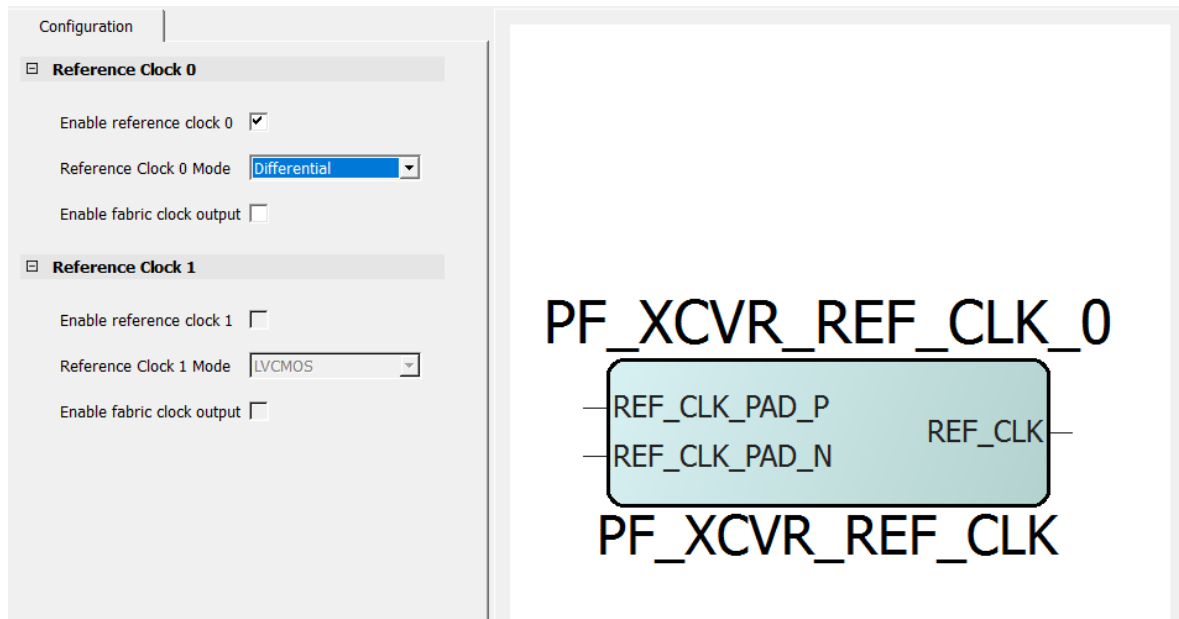 Configuration
Reference Clock 0
Enable reference clock 0
Reference Clock 0 Mode Differential
Enable fabric clock output
Reference Clock 1
Enable reference clock 1
Reference Clock 1 Mode LVCMOS
Enable fabric clock output
PF_XCVR_REF_CLK_0
REF_CLK_PAD_P
REF_CLK
REF_CLK_PAD_N
PF_XCVR_REF_CLK